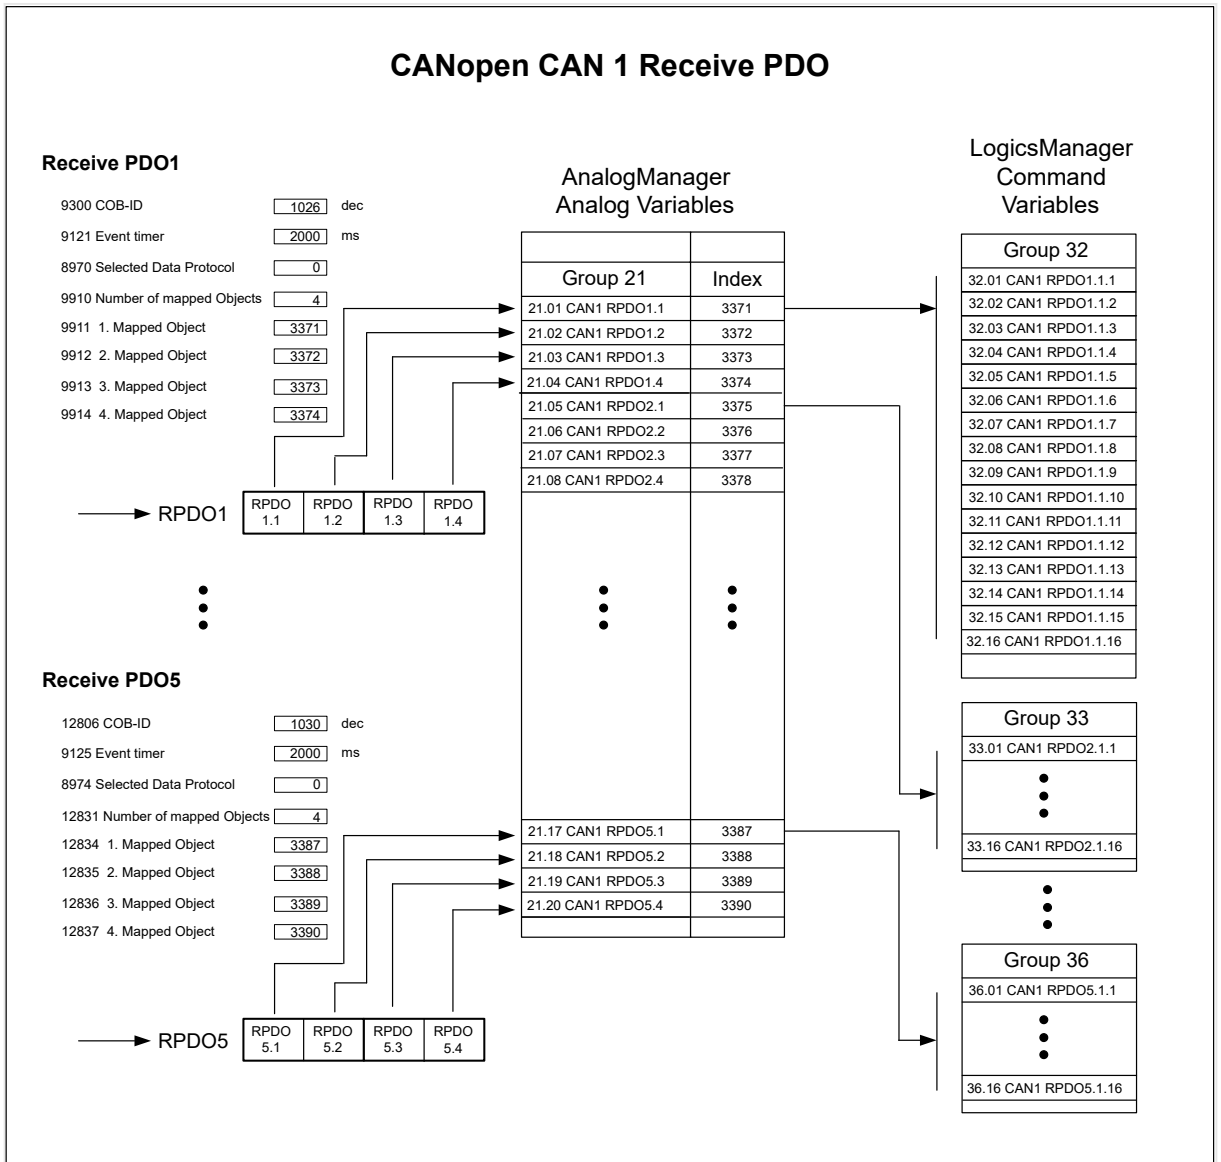 CANopen CAN 1 Receive PDO
Receive PDO1
9300 COB-ID 1026 dec
9121 Event timer 2000 ms
8970 Selected Data Protocol 0
9910 Number of mapped Objects 4
9911 1. Mapped Object 3371
9912 2. Mapped Object 3372
9913 3. Mapped Object 3373
9914 4. Mapped Object 3374
RPDO1
RPDO 1.1
RPDO 1.2
RPDO 1.3
RPDO 1.4
Receive PDO5
12806 COB-ID 1030 dec
9125 Event timer 2000 ms
8974 Selected Data Protocol 0
12831 Number of mapped Objects 4
12834 1. Mapped Object 3387
12835 2. Mapped Object 3388
12836 3. Mapped Object 3389
12837 4. Mapped Object 3390
RPDO5
RPDO 5.1
RPDO 5.2
RPDO 5.3
RPDO 5.4
AnalogManager
Analog Variables
Group 21 Index
21.01 CAN1 RPDO1.1 3371
21.02 CAN1 RPDO1.2 3372
21.03 CAN1 RPDO1.3 3373
21.04 CAN1 RPDO1.4 3374
21.05 CAN1 RPDO2.1 3375
21.06 CAN1 RPDO2.2 3376
21.07 CAN1 RPDO2.3 3377
21.08 CAN1 RPDO2.4 3378
21.17 CAN1 RPDO5.1 3387
21.18 CAN1 RPDO5.2 3388
21.19 CAN1 RPDO5.3 3389
21.20 CAN1 RPDO5.4 3390
LogicsManager
Command
Variables
Group 32
32.01 CAN1 RPDO1.1.1
32.02 CAN1 RPDO1.1.2
32.03 CAN1 RPDO1.1.3
32.04 CAN1 RPDO1.1.4
32.05 CAN1 RPDO1.1.5
32.06 CAN1 RPDO1.1.6
32.07 CAN1 RPDO1.1.7
32.08 CAN1 RPDO1.1.8
32.09 CAN1 RPDO1.1.9
32.10 CAN1 RPDO1.1.10
32.11 CAN1 RPDO1.1.11
32.12 CAN1 RPDO1.1.12
32.13 CAN1 RPDO1.1.13
32.14 CAN1 RPDO1.1.14
32.15 CAN1 RPDO1.1.15
32.16 CAN1 RPDO1.1.16
Group 33
33.01 CAN1 RPDO2.1.1
33.16 CAN1 RPDO2.1.16
Group 36
36.01 CAN1 RPDO5.1.1
36.16 CAN1 RPDO5.1.16